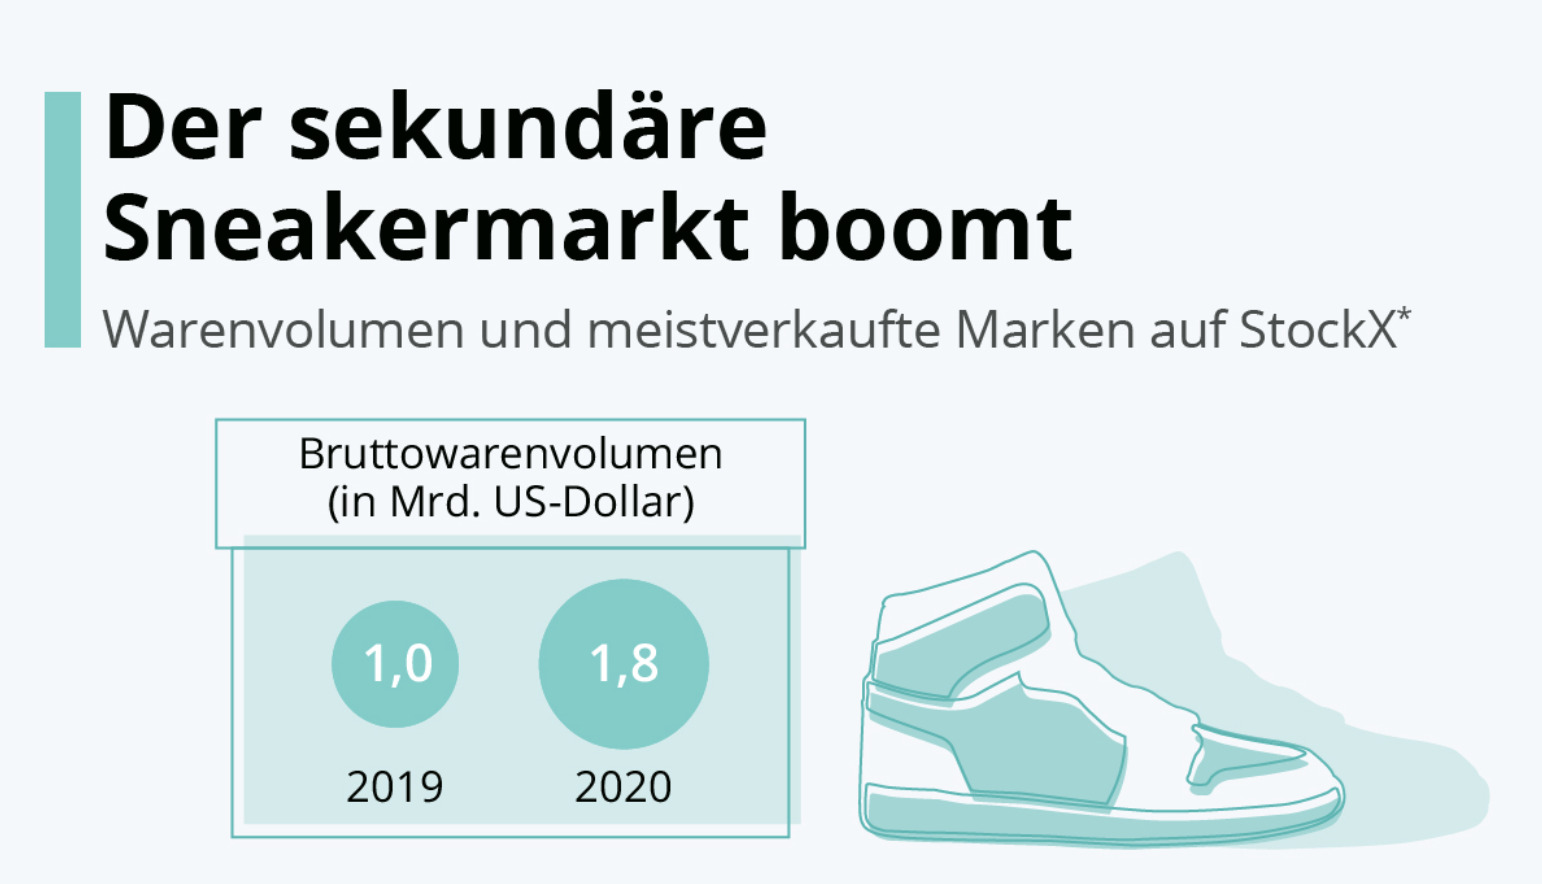 Der sekundäre
Sneakermarkt boomt
Warenvolumen und meistverkaufte Marken auf StockX*
Bruttowarenvolumen
(in Mrd. US-Dollar)
1,0 1,8
2019 2020